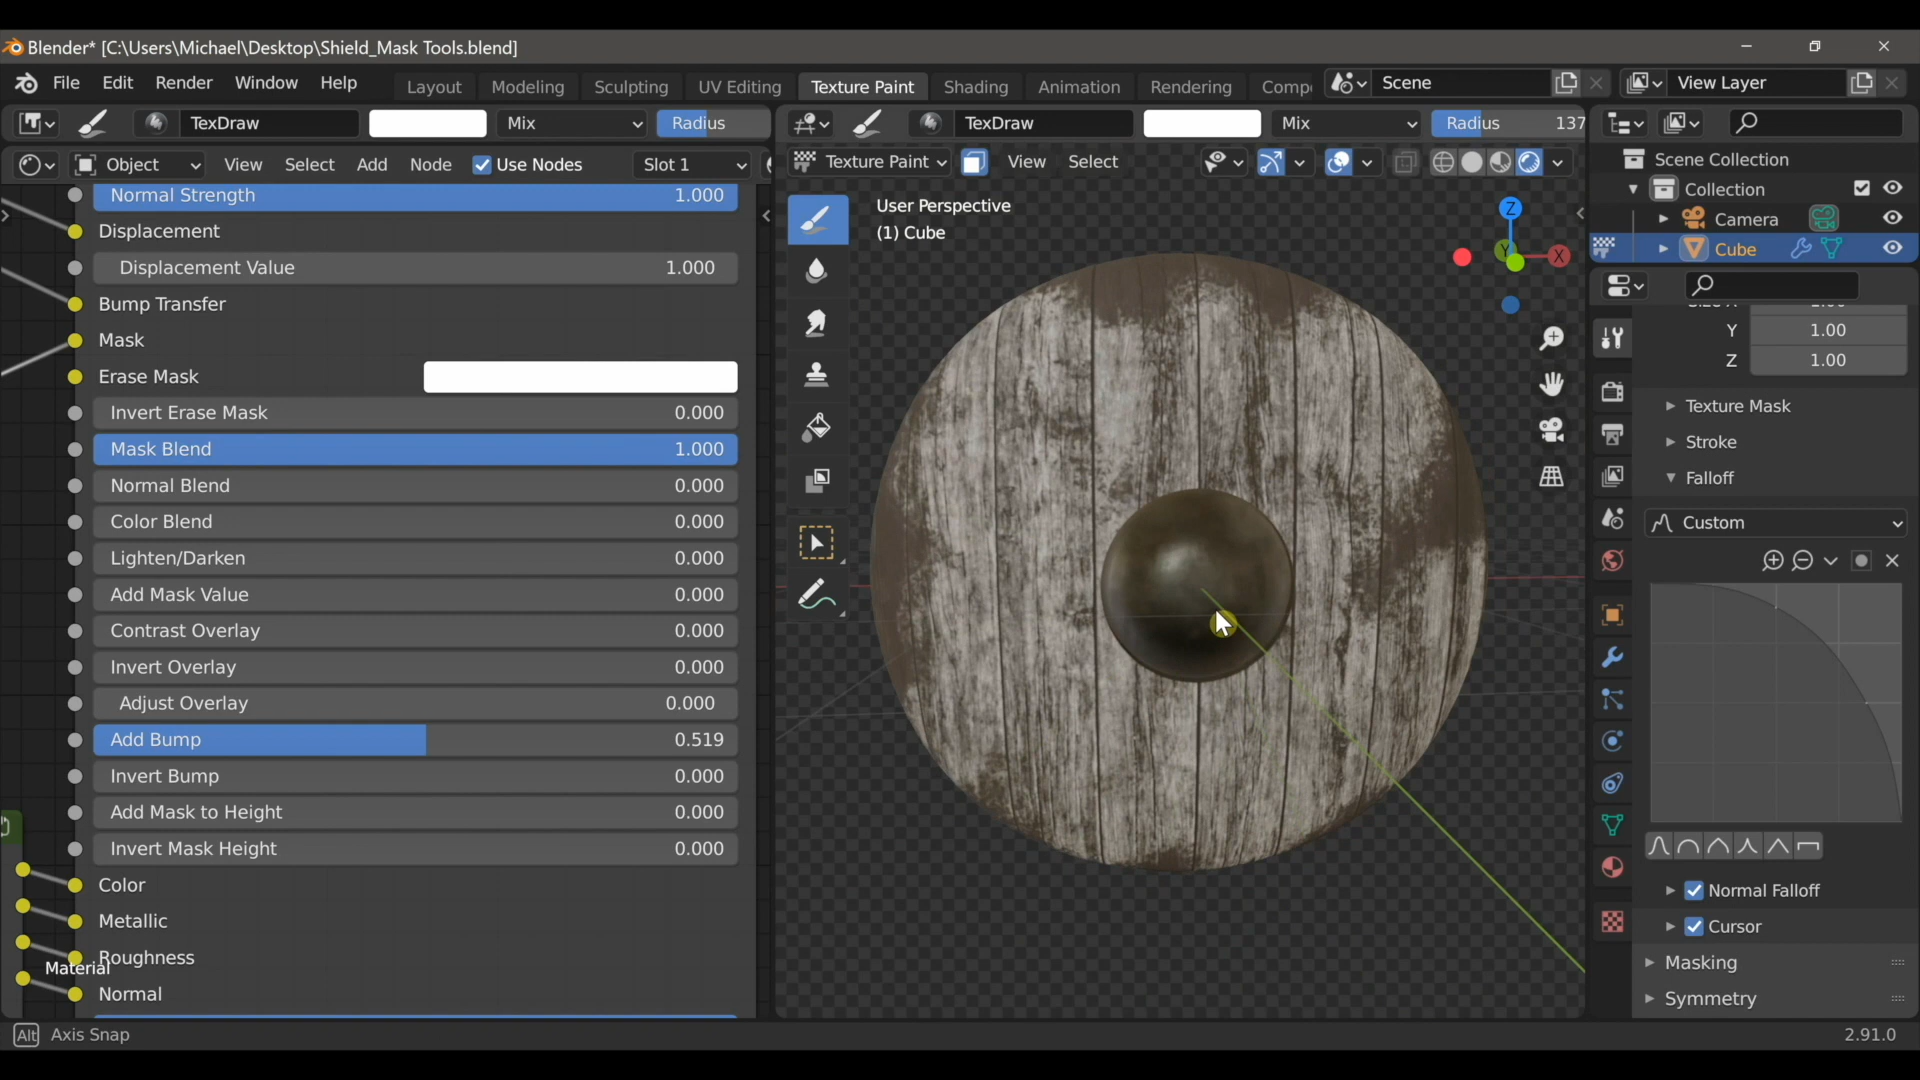 Blender* [C:\Users\Michael\Desktop\Shield_Mask Tools.blend]
File Edit Render Window Help Layout Modeling Sculpting UV Editing Texture Paint Shading Animation Rendering Comp Scene View Layer
TexDraw Mix Radius
TexDraw Mix Radius 137
Object View Select Add Node Use Nodes Slot 1
Texture Paint View Select
Normal Strength 1.000
Displacement
Displacement Value 1.000
Bump Transfer
Mask
Erase Mask
Invert Erase Mask 0.000
Mask Blend 1.000
Normal Blend 0.000
Color Blend 0.000
Lighten/Darken 0.000
Add Mask Value 0.000
Contrast Overlay 0.000
Invert Overlay 0.000
Adjust Overlay 0.000
Add Bump 0.519
Invert Bump 0.000
Add Mask to Height 0.000
Invert Mask Height 0.000
Color
Metallic
Roughness
Material
Normal
User Perspective
(1) Cube
Z
Y
X
Scene Collection
Collection
Camera
Cube
Y 1.00
Z 1.00
Texture Mask
Stroke
Falloff
Custom
Normal Falloff
Cursor
Masking
Symmetry
Alt Axis Snap
2.91.0